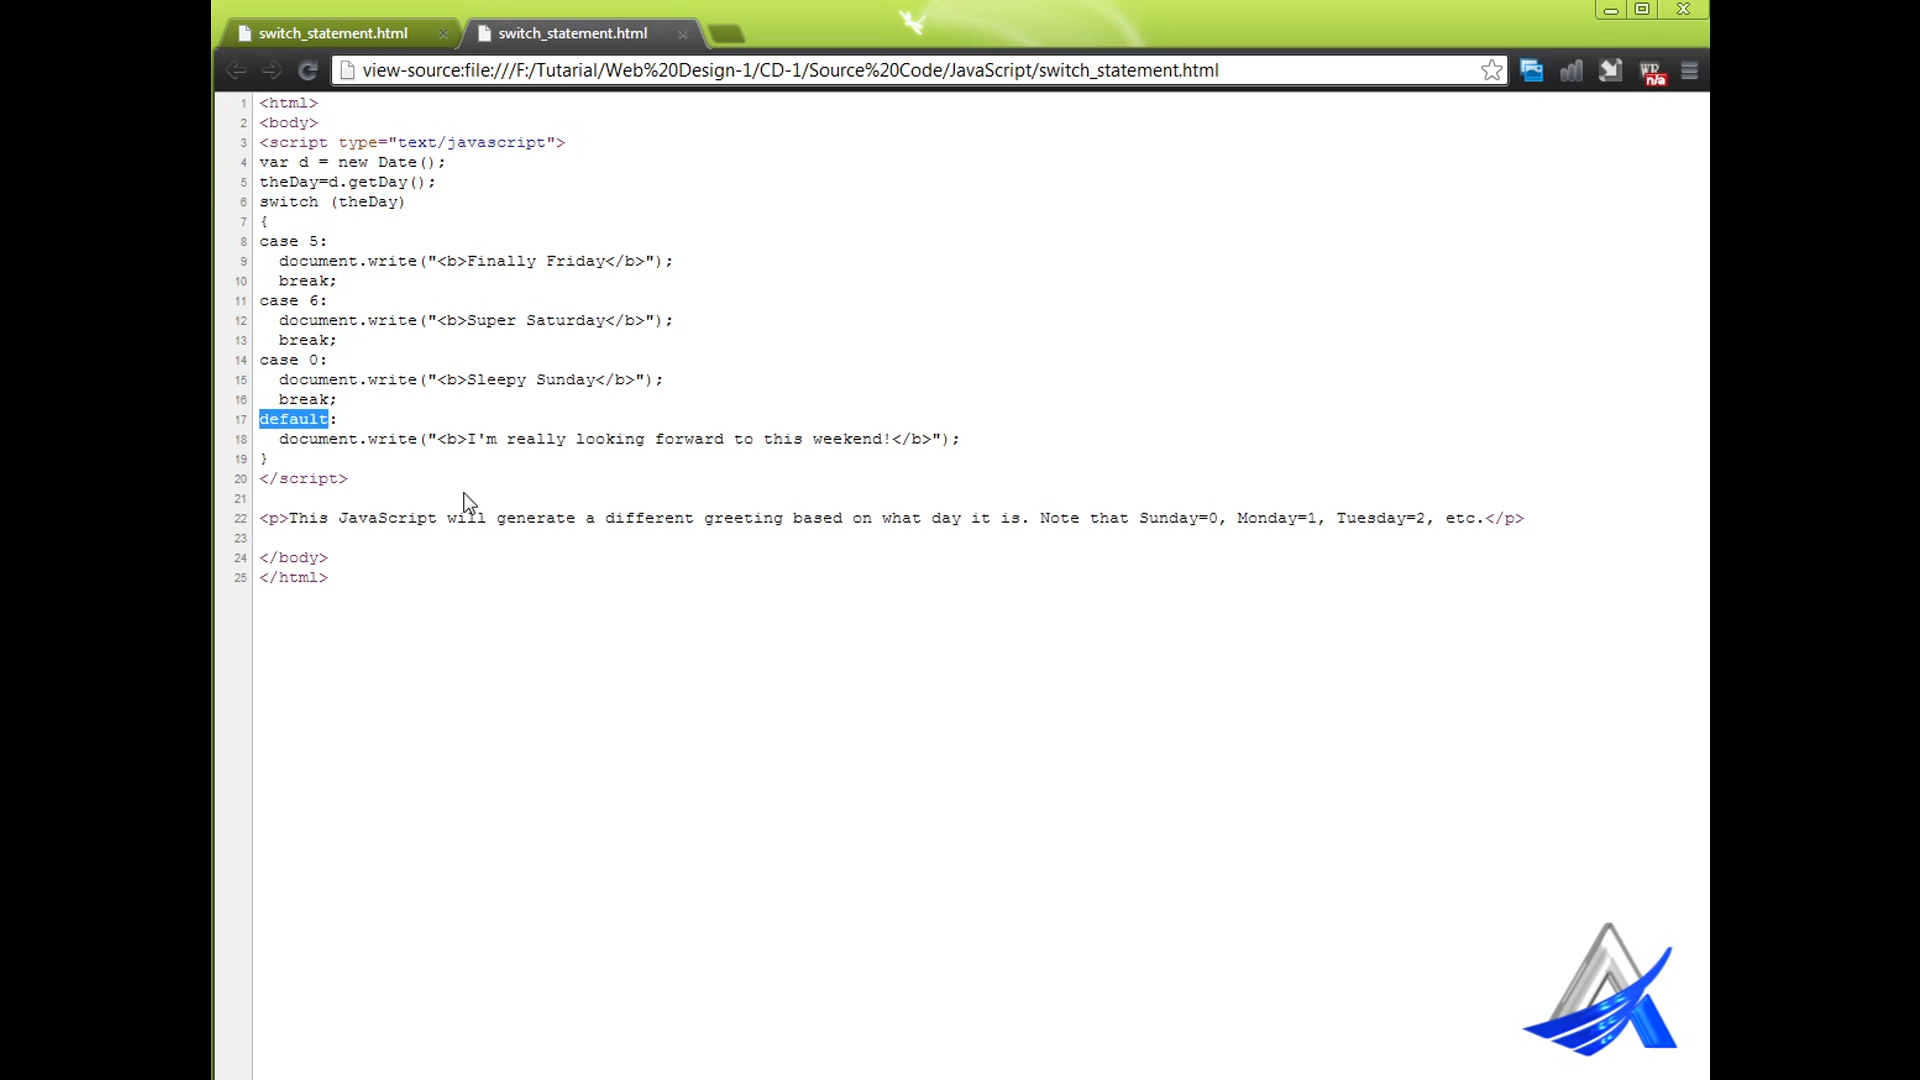 switch_statement.html
switch_statement.html
view-source:file:///F:/Tutarial/Web%20Design-1/CD-1/Source%20Code/JavaScript/switch_statement.html
WR
n/a
1 <html>
2 <body>
3 <script type="text/javascript">
4 var d = new Date();
5 theDay=d.getDay();
6 switch (theDay)
7 {
8 case 5:
9   document.write("<b>Finally Friday</b>");
10   break;
11 case 6:
12   document.write("<b>Super Saturday</b>");
13   break;
14 case 0:
15   document.write("<b>Sleepy Sunday</b>");
16   break;
17 default:
18   document.write("<b>I'm really looking forward to this weekend!</b>");
19 }
20 </script>
21
22 <p>This JavaScript will generate a different greeting based on what day it is. Note that Sunday=0, Monday=1, Tuesday=2, etc.</p>
23
24 </body>
25 </html>